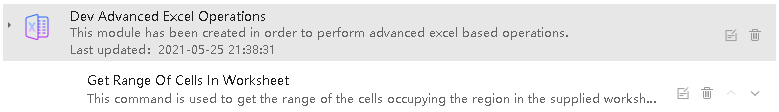 Dev Advanced Excel Operations
This module has been created in order to perform advanced excel based operations.
Last updated: 2021-05-25 21:38:31
Get Range Of Cells In Worksheet
This command is used to get the range of the cells occupying the region in the supplied worksh...